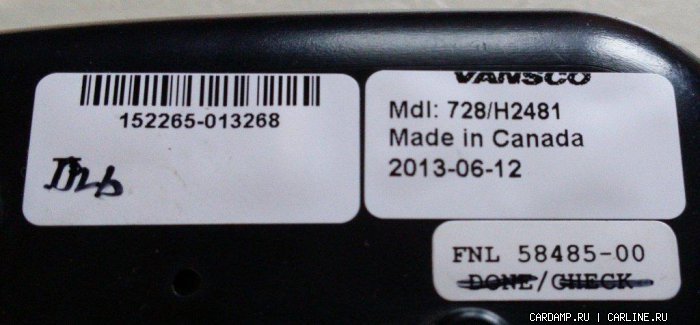 152265-013268
VANSCO
Mdl: 728/H2481
Made in Canada
2013-06-12
FNL 58485-00
DONE/CHECK
CARDAMP.RU | CARLINE.RU